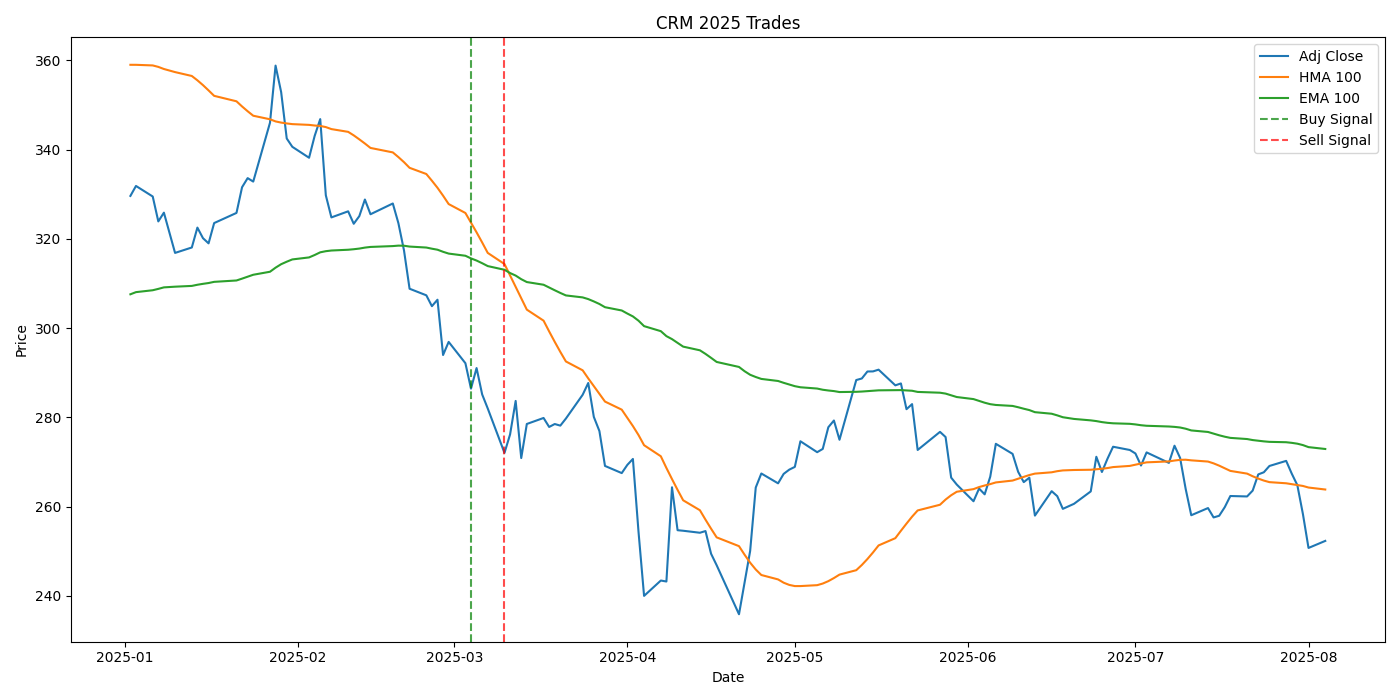 CRM 2025 Trades
Price
360
340
320
300
280
260
240
Adj Close
HMA 100
EMA 100
Buy Signal
Sell Signal
2025-01
2025-02
2025-03
2025-04
2025-05
2025-06
2025-07
2025-08
Date